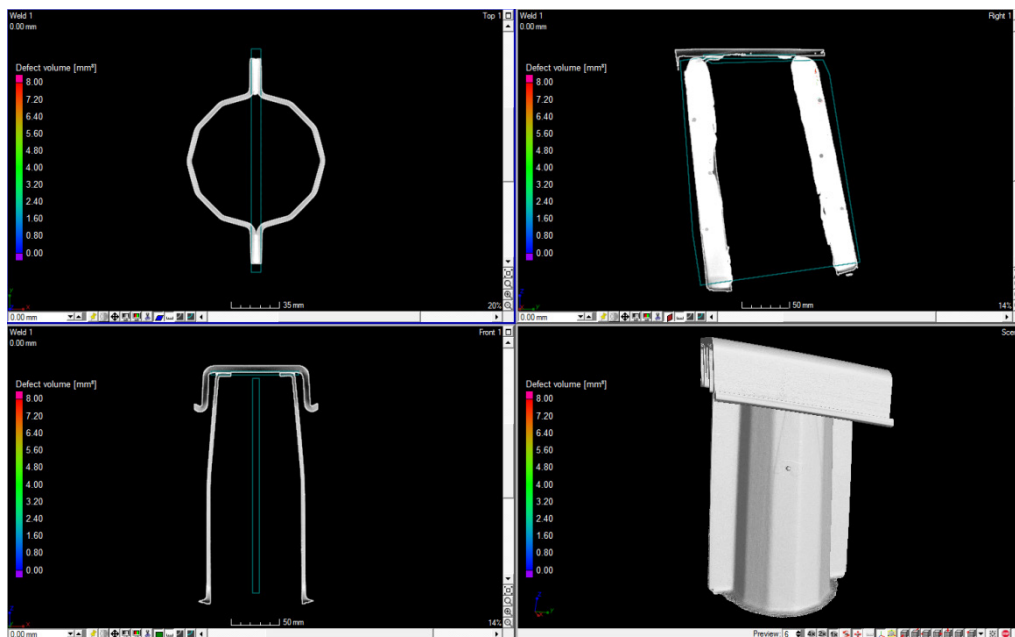 Weld 1
Top 1
0.00 mm
Defect volume [mm³]
8.00
7.20
6.40
5.60
4.80
4.00
3.20
2.40
1.60
0.80
0.00
35 mm
20%
0.00 mm
Weld 1
Right 1
0.00 mm
Defect volume [mm³]
8.00
7.20
6.40
5.60
4.80
4.00
3.20
2.40
1.60
0.80
0.00
50 mm
14%
0.00 mm
Weld 1
Front 1
0.00 mm
Defect volume [mm³]
8.00
7.20
6.40
5.60
4.80
4.00
3.20
2.40
1.60
0.80
0.00
50 mm
14%
0.00 mm
Sce
Defect volume [mm³]
8.00
7.20
6.40
5.60
4.80
4.00
3.20
2.40
1.60
0.80
0.00
Preview: 6